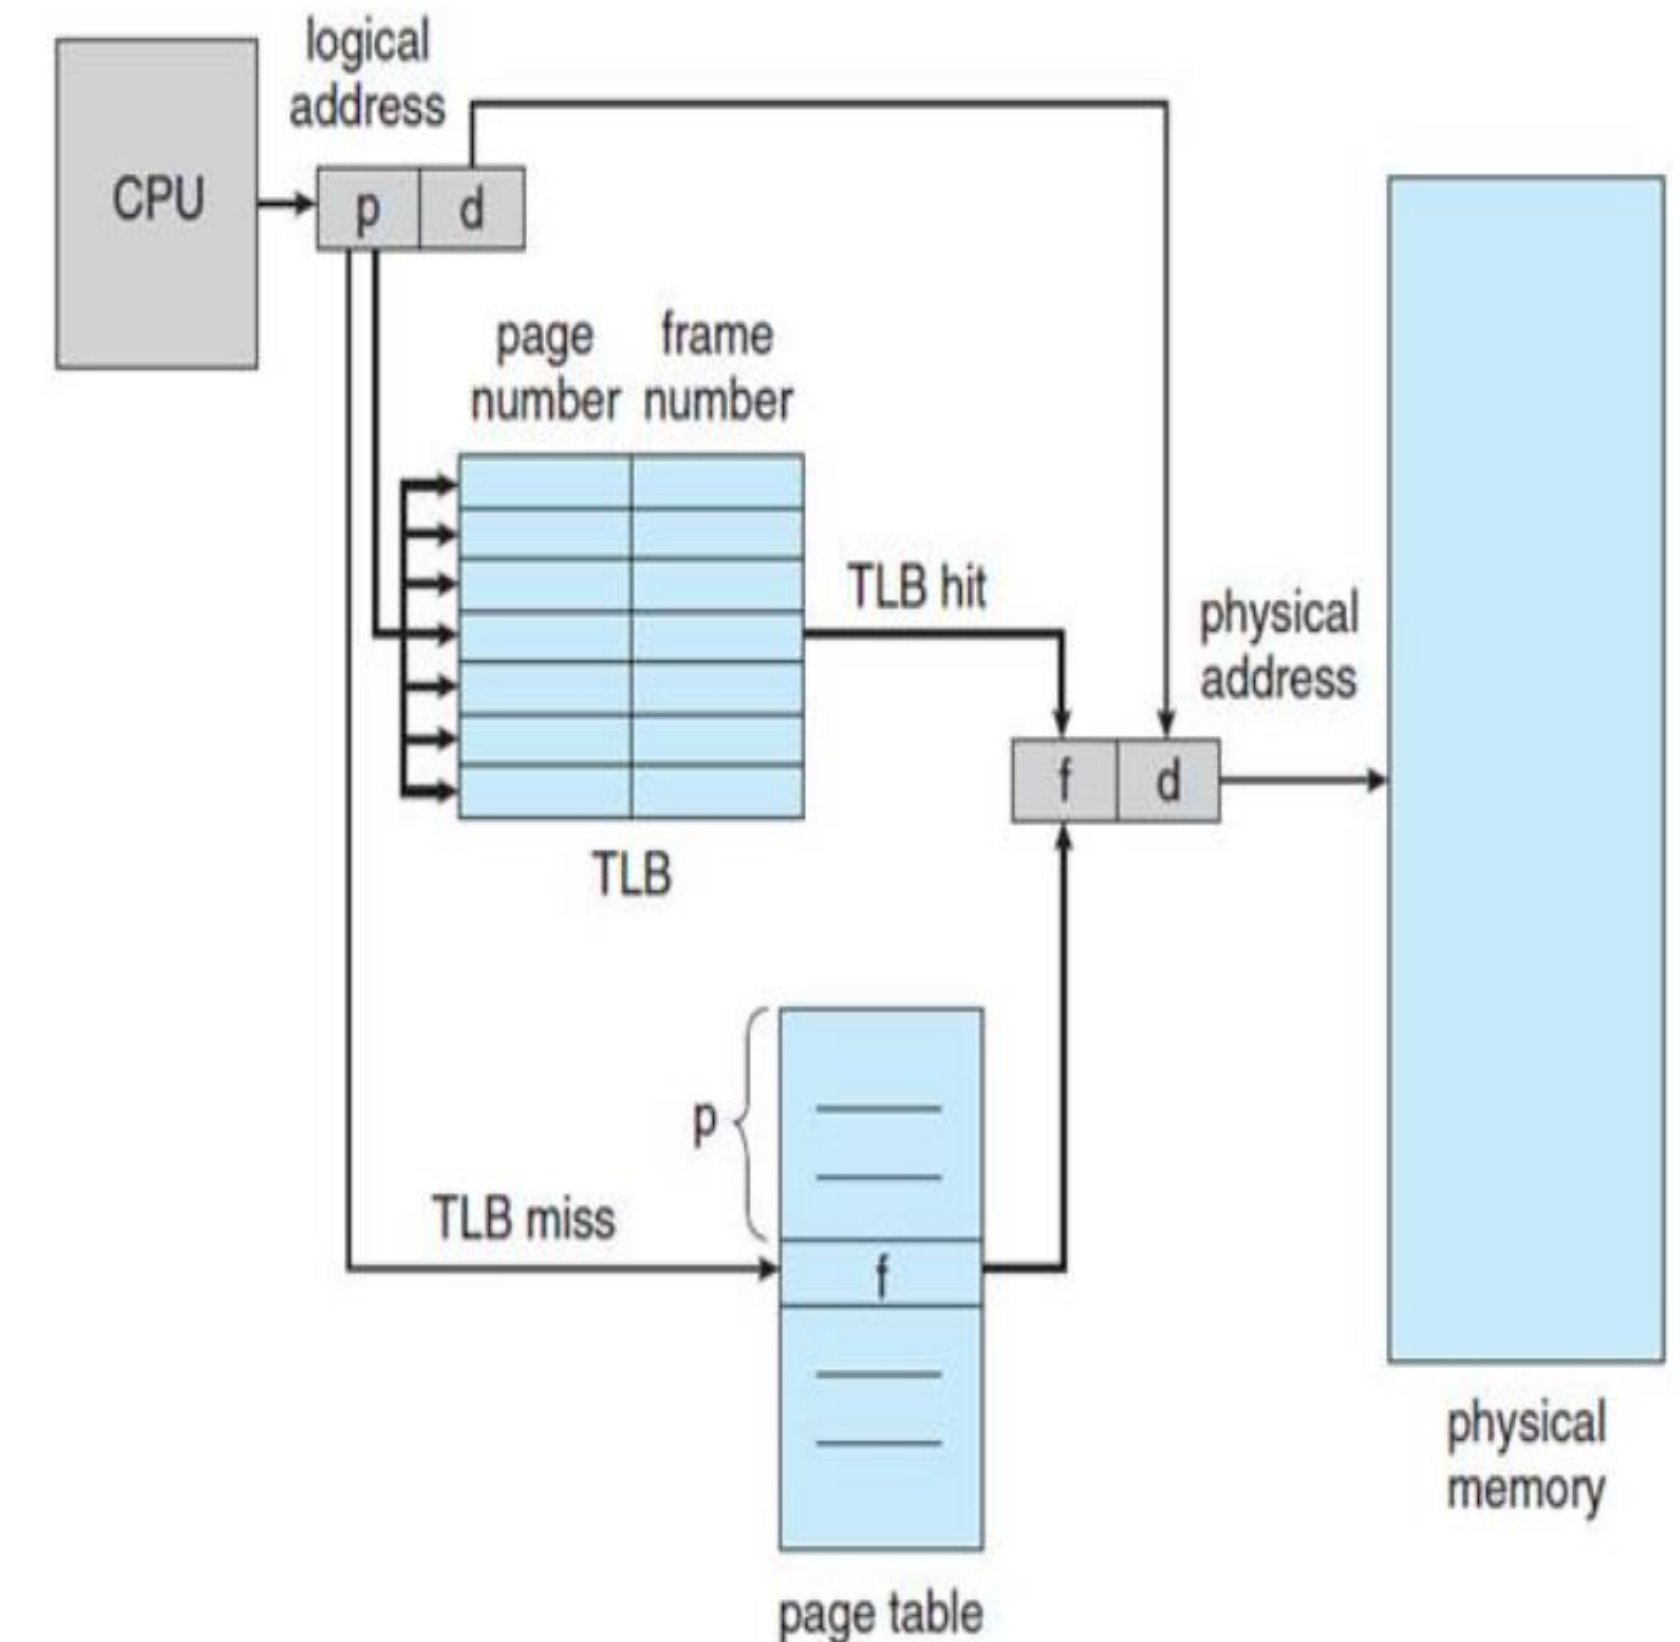 logical
address
CPU
p d
page frame
number number
TLB hit
physical
address
f d
TLB
p
TLB miss
f
physical
memory
page table